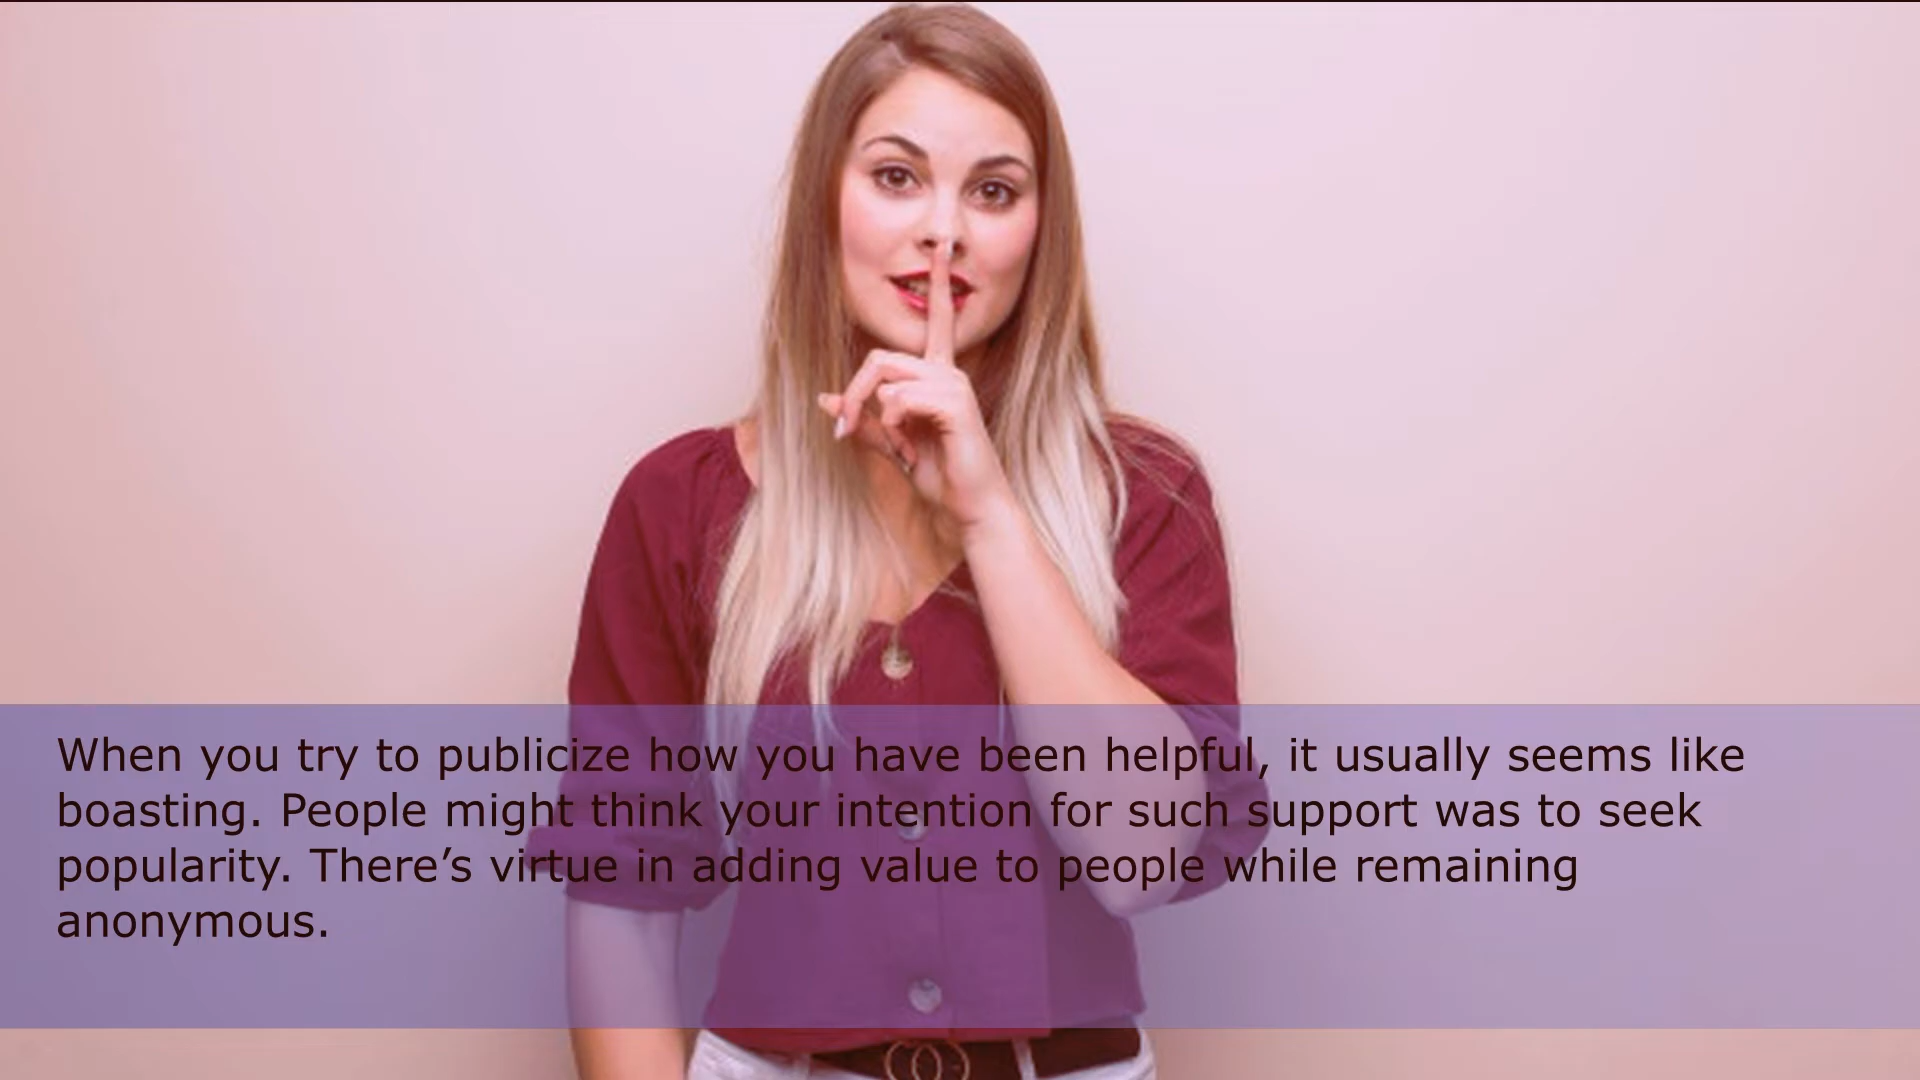 When you try to publicize how you have been helpful, it usually seems like
boasting. People might think your intention for such support was to seek
popularity. There’s virtue in adding value to people while remaining
anonymous.